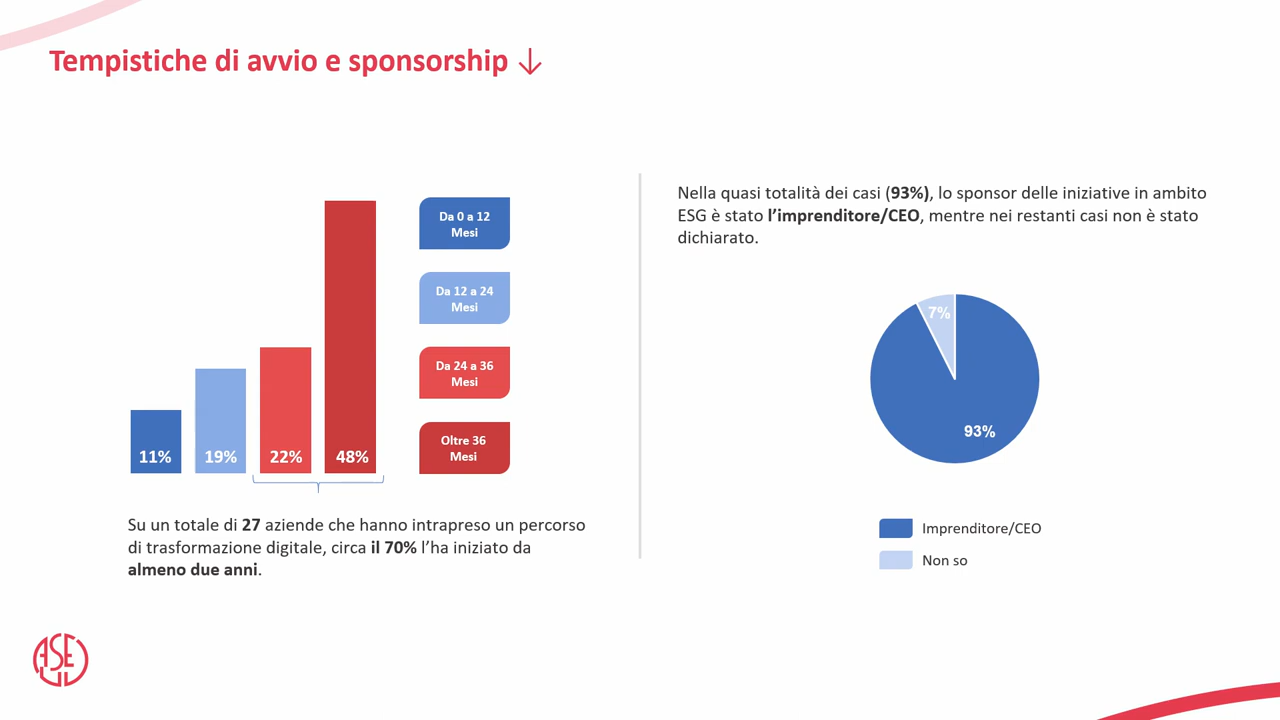 Tempistiche di avvio e sponsorship ↓
11%
19%
22%
48%
Da 0 a 12
Mesi
Da 12 a 24
Mesi
Da 24 a 36
Mesi
Oltre 36
Mesi
Su un totale di 27 aziende che hanno intrapreso un percorso
di trasformazione digitale, circa il 70% l’ha iniziato da
almeno due anni.
Nella quasi totalità dei casi (93%), lo sponsor delle iniziative in ambito
ESG è stato l’imprenditore/CEO, mentre nei restanti casi non è stato
dichiarato.
7%
93%
Imprenditore/CEO
Non so